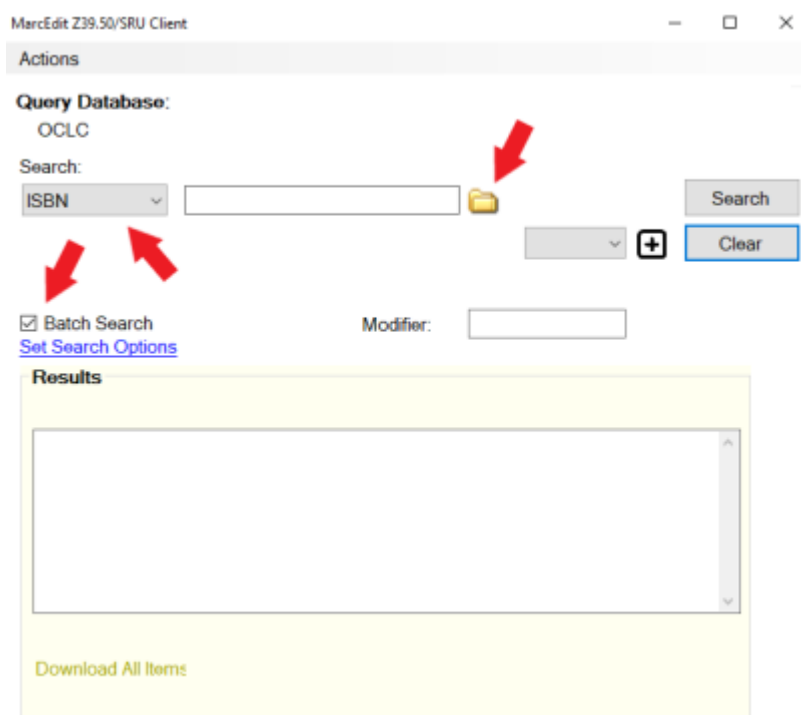 MarcEdit Z39.50/SRU Client
Actions
Query Database:
OCLC
Search:
ISBN
Search
Clear
Batch Search
Modifier:
Set Search Options
Results
Download All Items